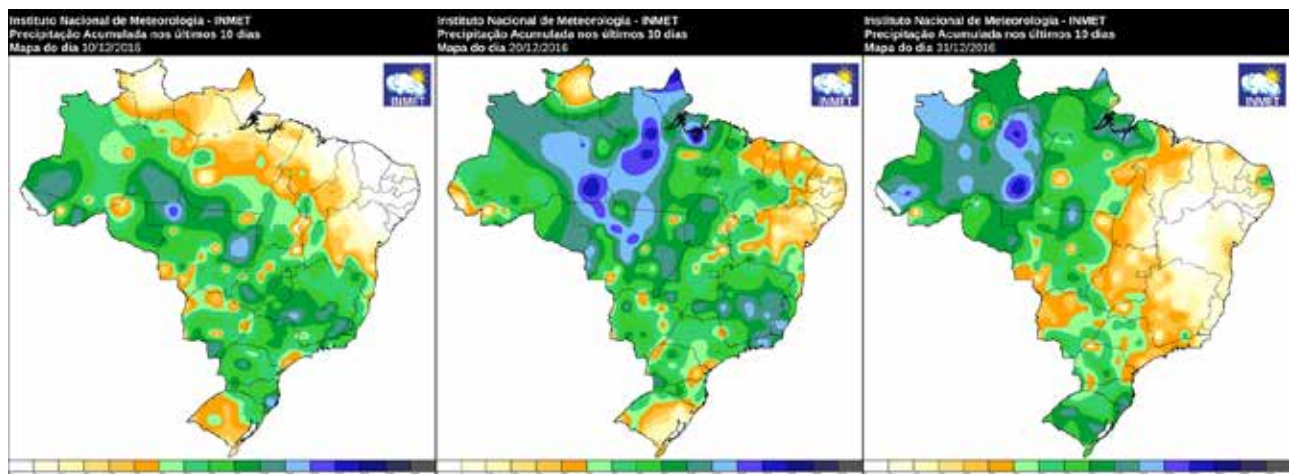 Instituto Nacional de Meteorologia - INMET
Precipitação Acumulada nos últimos 10 dias
Mapa do dia 10/12/2016
INMET
Instituto Nacional de Meteorologia - INMET
Precipitação Acumulada nos últimos 10 dias
Mapa do dia 20/12/2016
INMET
Instituto Nacional de Meteorologia - INMET
Precipitação Acumulada nos últimos 10 dias
Mapa do dia 31/12/2016
INMET